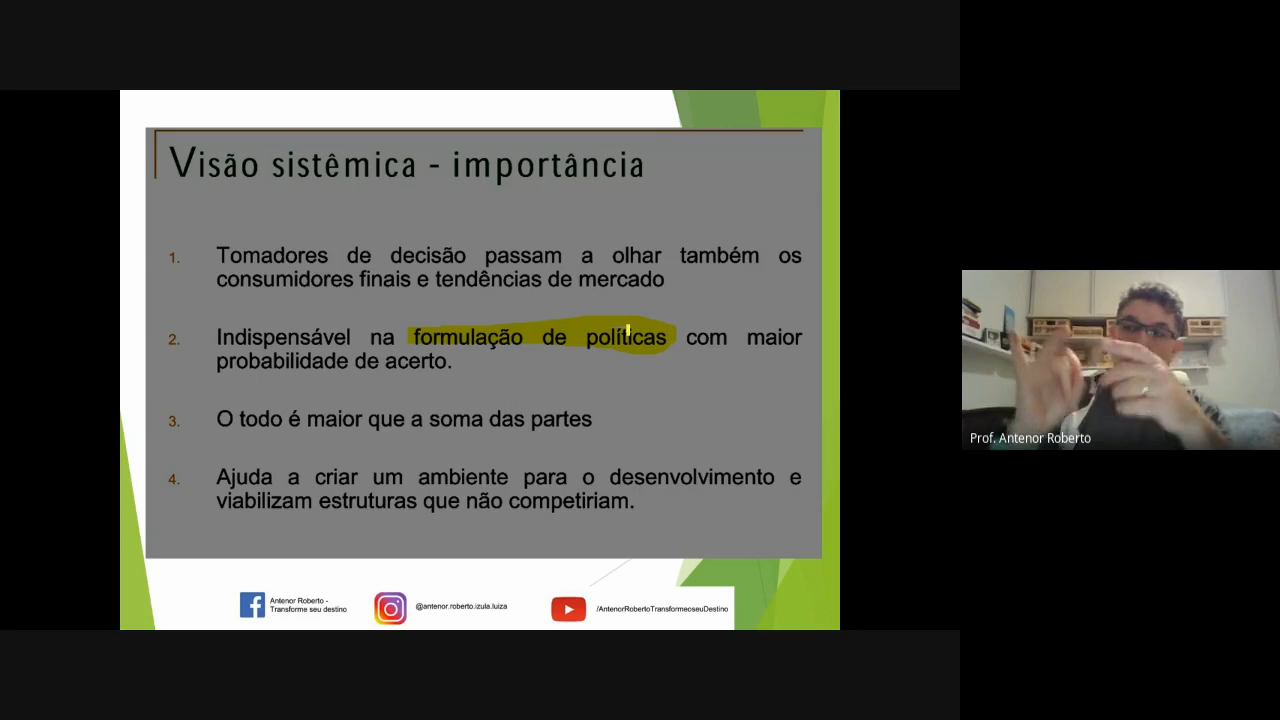 Visão sistêmica - importância
1. Tomadores de decisão passam a olhar também os
consumidores finais e tendências de mercado
2. Indispensável na formulação de políticas com maior
probabilidade de acerto.
3. O todo é maior que a soma das partes
4. Ajuda a criar um ambiente para o desenvolvimento e
viabilizam estruturas que não competiriam.
Antenor Roberto -
Transforme seu destino
@antenor.roberto.izula.luiza
/AntenorRobertoTransformeoseuDestino
Prof. Antenor Roberto